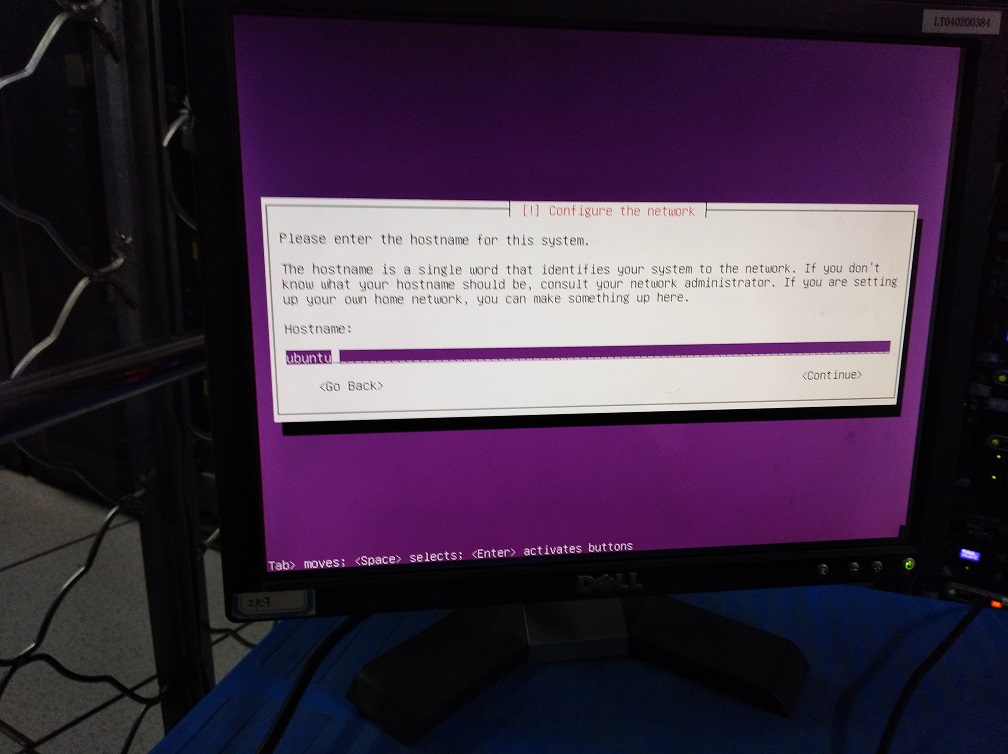 LT040200384
[!] Configure the network
Please enter the hostname for this system.
The hostname is a single word that identifies your system to the network. If you don't
know what your hostname should be, consult your network administrator. If you are setting
up your own home network, you can make something up here.
Hostname:
ubuntu
<Go Back> <Continue>
Tab> moves; <Space> selects; <Enter> activates buttons
DELL